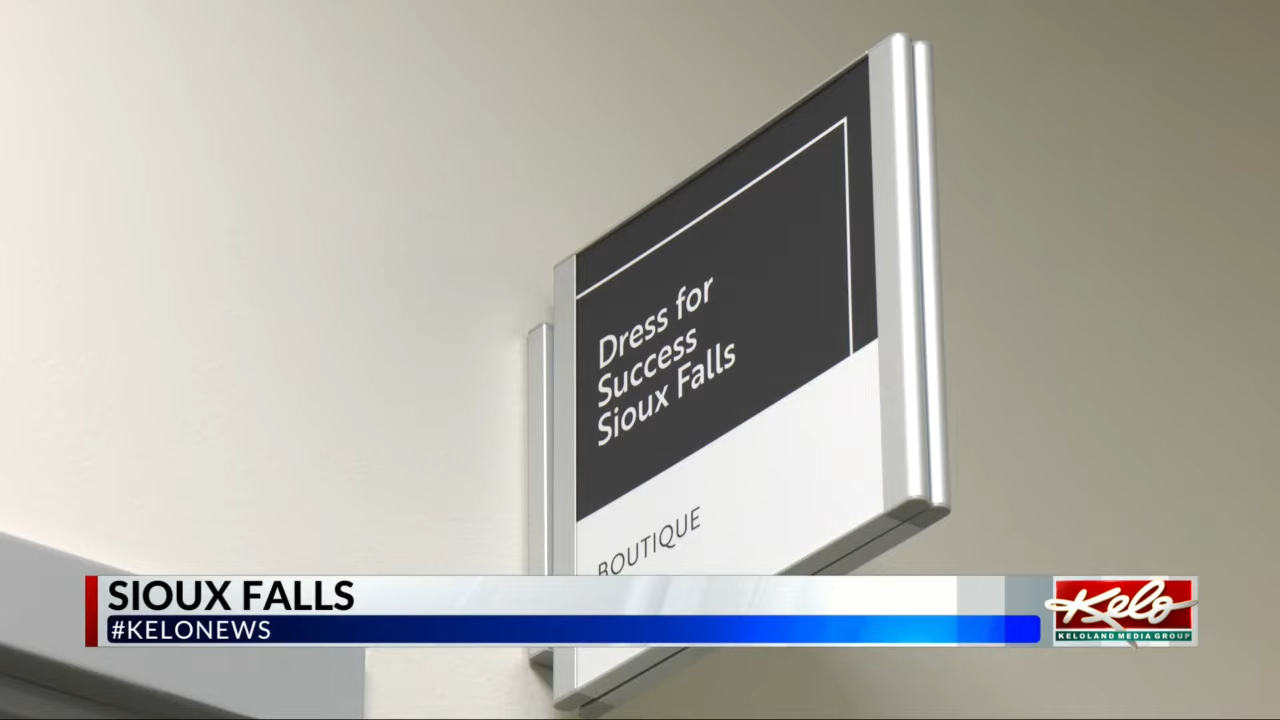 Dress for
Success
Sioux Falls
BOUTIQUE
SIOUX FALLS
#KELONEWS
Kelo
KELOLAND MEDIA GROUP